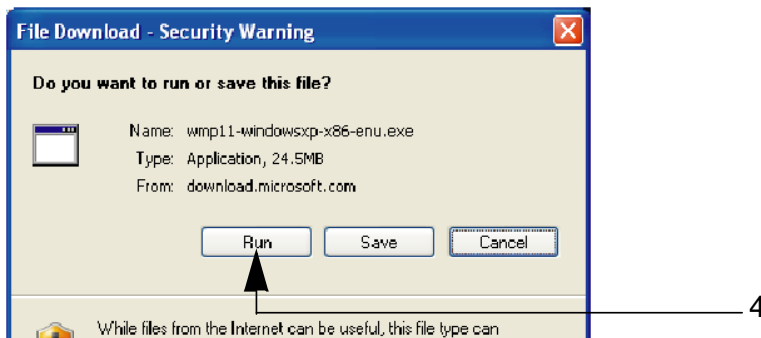 File Download - Security Warning
Do you want to run or save this file?
Name: wmp11-windowsxp-x86-enu.exe
Type: Application, 24.5MB
From: download.microsoft.com
Run Save Cancel
4
While files from the Internet can be useful, this file type can